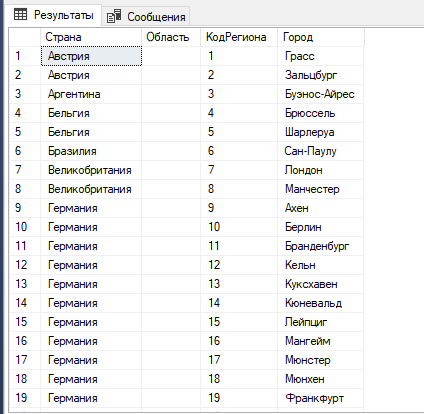 Результаты Сообщения
Страна Область КодРегиона Город
1 Австрия 1 Грасс
2 Австрия 2 Зальцбург
3 Аргентина 3 Буэнос-Айрес
4 Бельгия 4 Брюссель
5 Бельгия 5 Шарлеруа
6 Бразилия 6 Сан-Паулу
7 Великобритания 7 Лондон
8 Великобритания 8 Манчестер
9 Германия 9 Ахен
10 Германия 10 Берлин
11 Германия 11 Бранденбург
12 Германия 12 Кельн
13 Германия 13 Куксхавен
14 Германия 14 Кюневальд
15 Германия 15 Лейпциг
16 Германия 16 Мангейм
17 Германия 17 Мюнстер
18 Германия 18 Мюнхен
19 Германия 19 Франкфурт